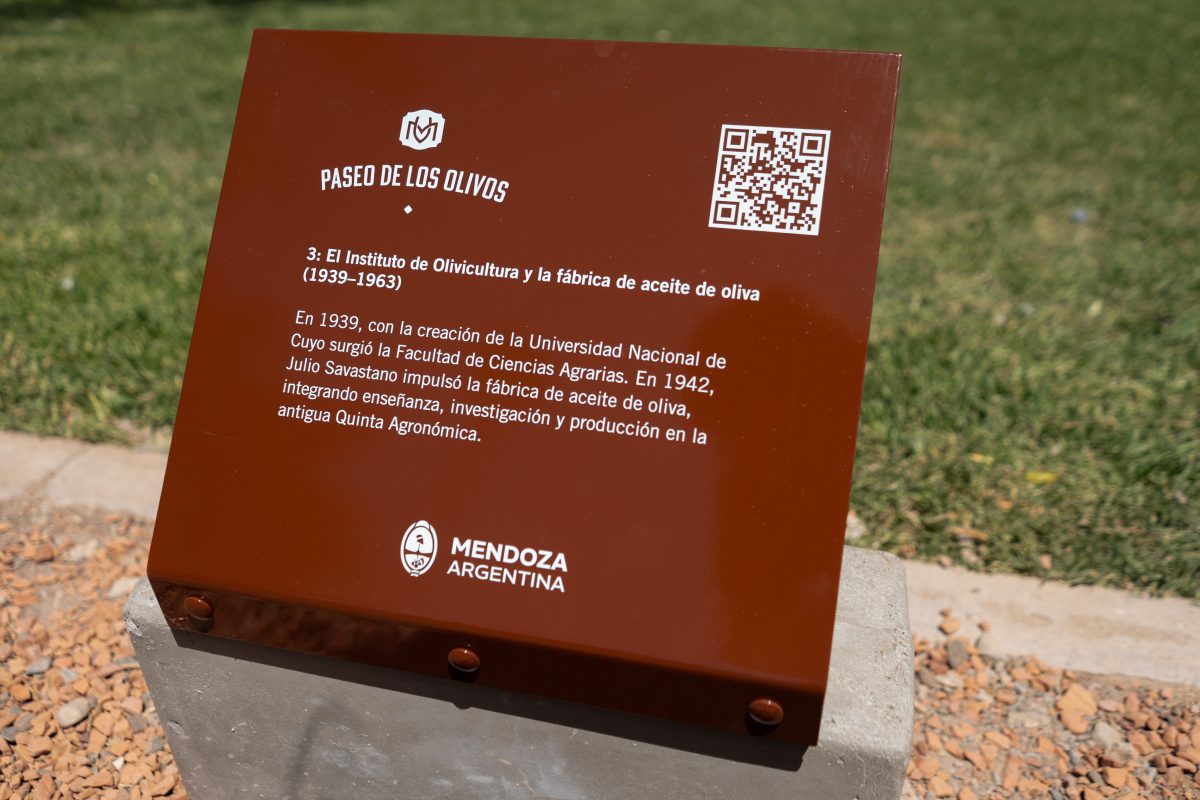 PASEO DE LOS OLIVOS
3: El Instituto de Olivicultura y la fábrica de aceite de oliva
(1939–1963)
En 1939, con la creación de la Universidad Nacional de
Cuyo surgió la Facultad de Ciencias Agrarias. En 1942,
Julio Savastano impulsó la fábrica de aceite de oliva,
integrando enseñanza, investigación y producción en la
antigua Quinta Agronómica.
MENDOZA
ARGENTINA